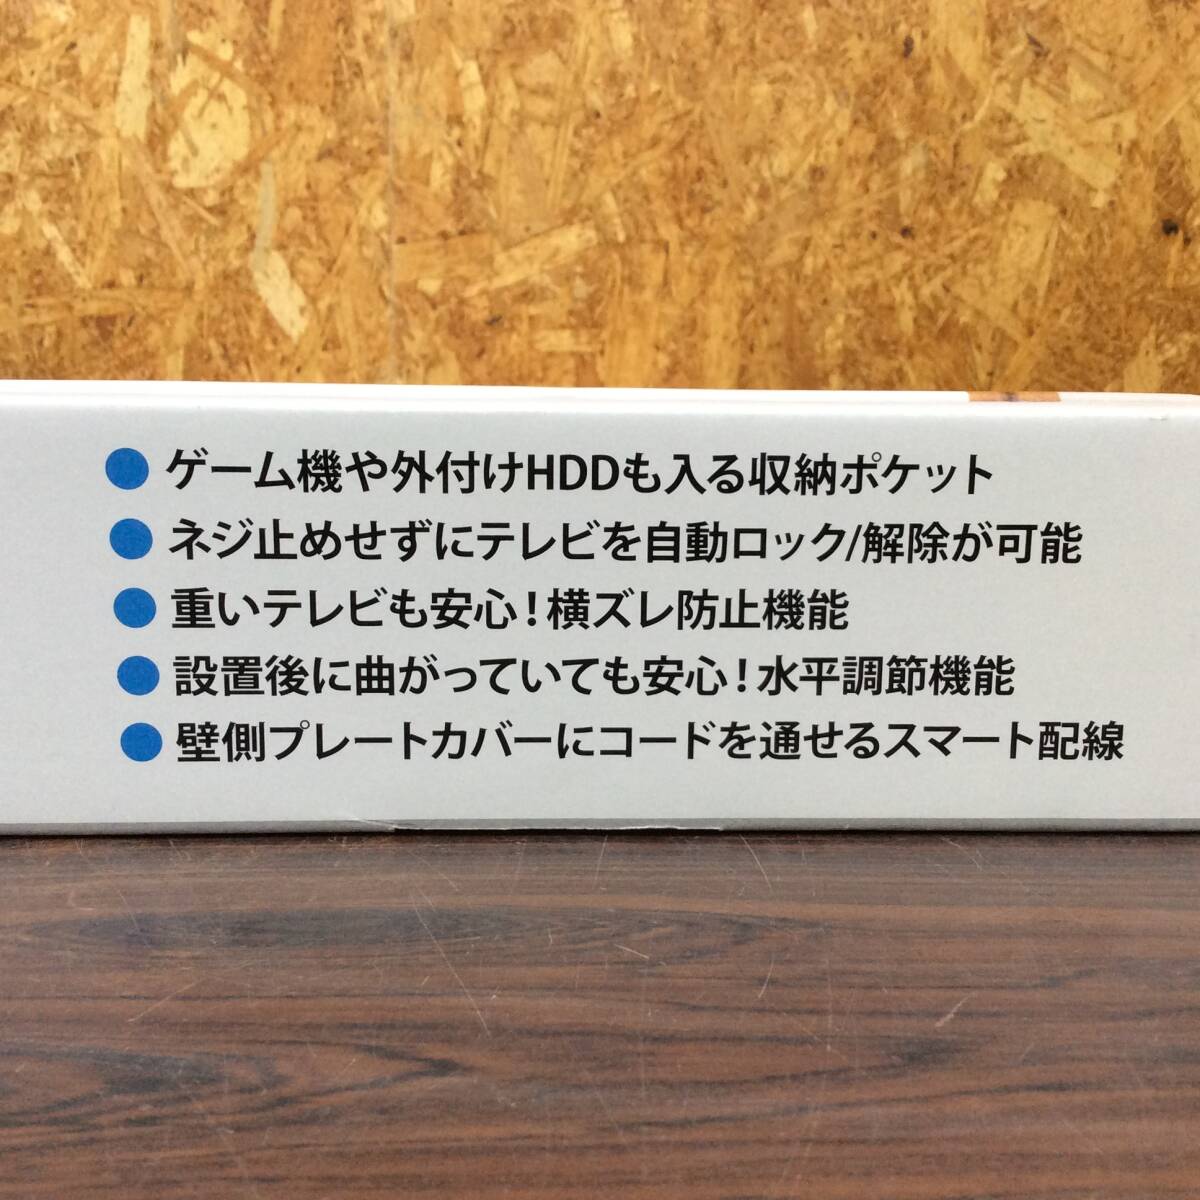 ● ゲーム機や外付けHDDも入る収納ポケット
● ネジ止めせずにテレビを自動ロック/解除が可能
● 重いテレビも安心！横ズレ防止機能
● 設置後に曲がっていても安心！水平調節機能
● 壁側プレートカバーにコードを通せるスマート配線